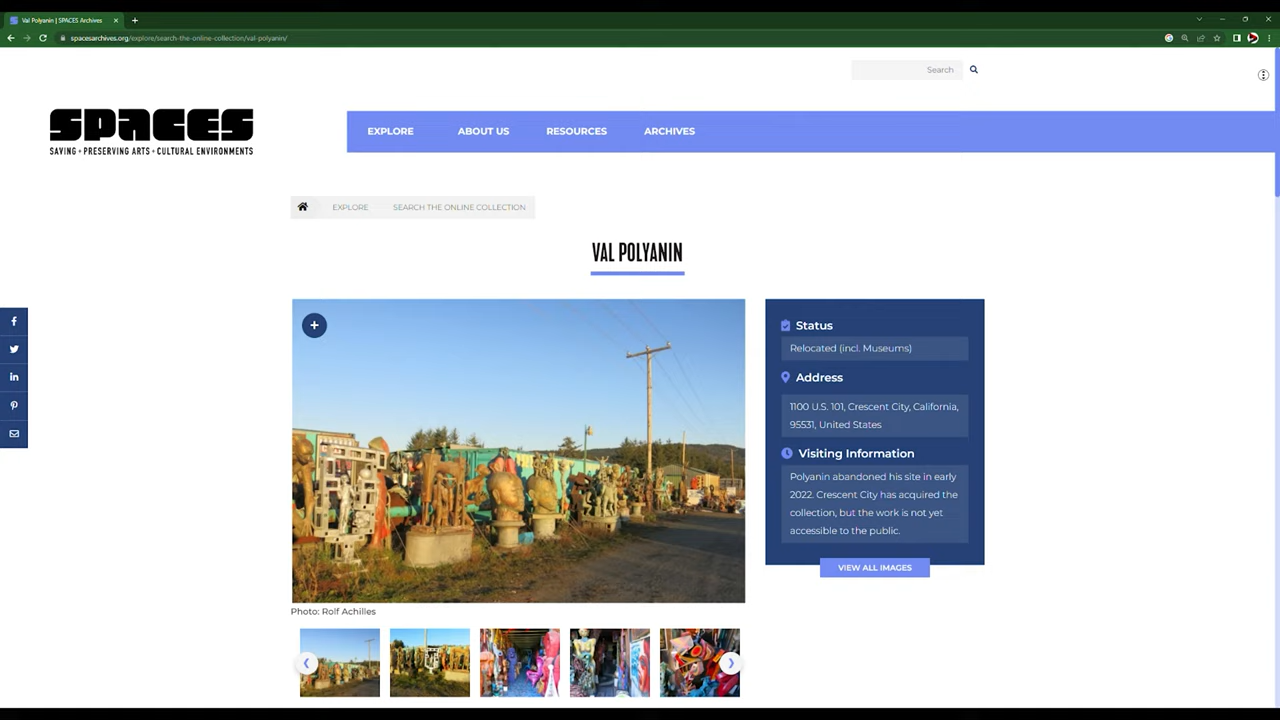 Val Polyanin | SPACES Archives
spacesarchives.org/explore/search-the-online-collection/val-polyanin/
Search
SPACES
SAVING + PRESERVING ARTS + CULTURAL ENVIRONMENTS
EXPLORE ABOUT US RESOURCES ARCHIVES
EXPLORE SEARCH THE ONLINE COLLECTION
VAL POLYANIN
Status
Relocated (incl. Museums)
Address
1100 U.S. 101, Crescent City, California,
95531, United States
Visiting Information
Polyanin abandoned his site in early
2022. Crescent City has acquired the
collection, but the work is not yet
accessible to the public.
VIEW ALL IMAGES
Photo: Rolf Achilles